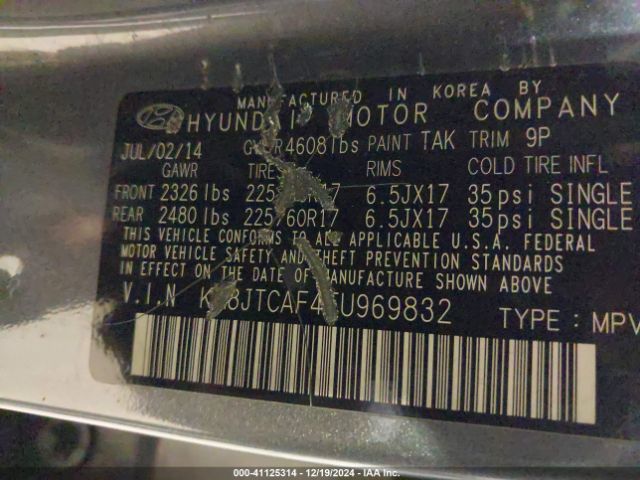 MANUFACTURED IN KOREA BY
HYUNDAI MOTOR COMPANY
JUL/02/14 4608lbs PAINT TAK TRIM 9P
GAWR TIRES RIMS COLD TIRE INFL
FRONT 2326 lbs 6.5JX17 35psi SINGLE
REAR 2480 lbs 225/60R17 6.5JX17 35psi SINGLE
THIS VEHICLE CONFORMS TO ALL APPLICABLE U.S.A. FEDERAL
MOTOR VEHICLE SAFETY AND THEFT PREVENTION STANDARDS
IN EFFECT ON THE DATE OF MANUFACTURE SHOWN ABOVE
V.I.N TYPE : MPV
000-41125314 - 12/19/2024 - IAA Inc.